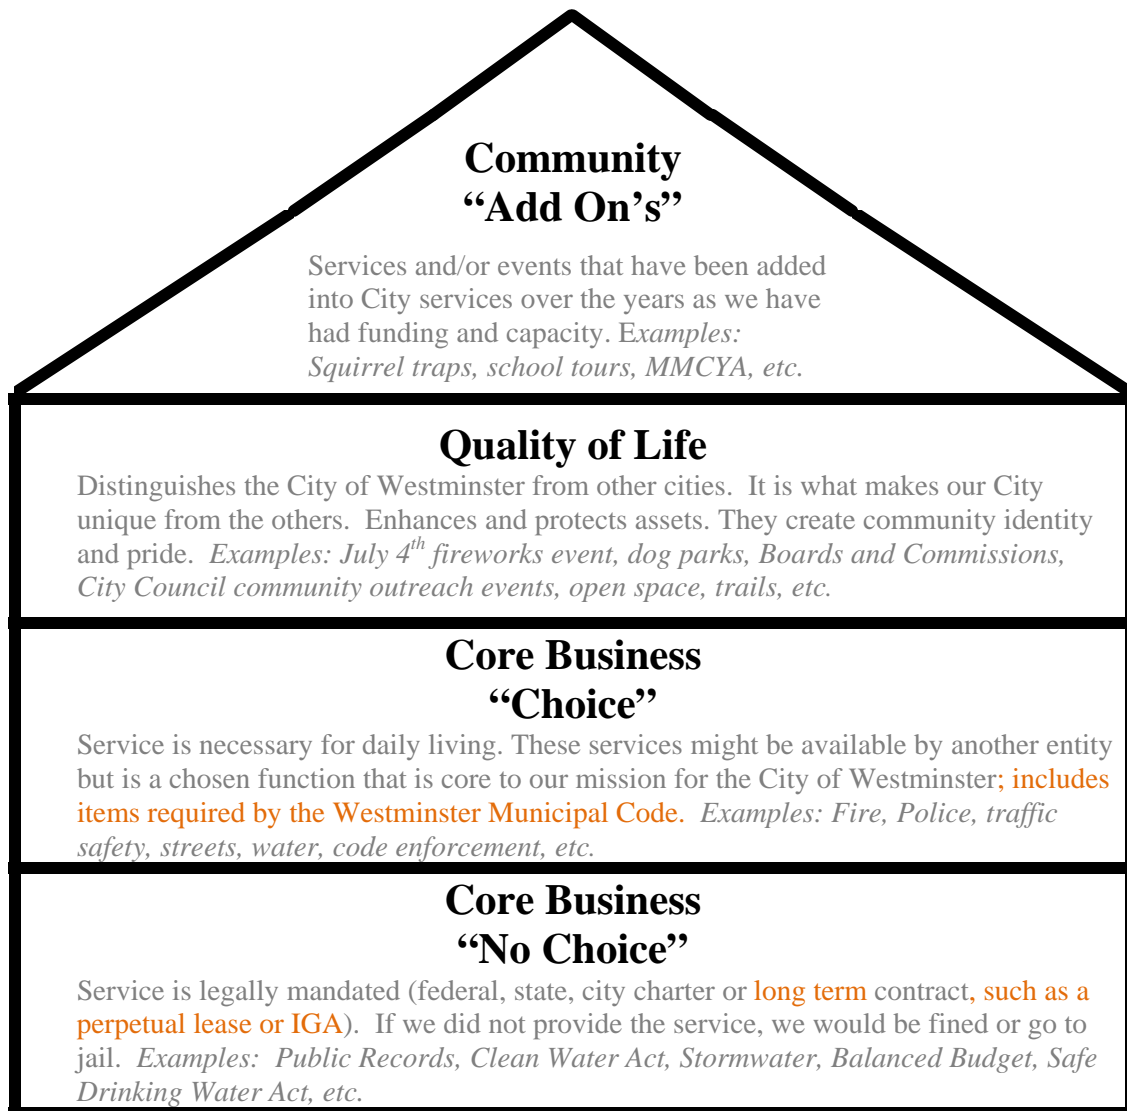 Community
“Add On’s”
Services and/or events that have been added
into City services over the years as we have
had funding and capacity. Examples:
Squirrel traps, school tours, MMCYA, etc.
Quality of Life
Distinguishes the City of Westminster from other cities.  It is what makes our City
unique from the others.  Enhances and protects assets. They create community identity
and pride.  Examples: July 4th fireworks event, dog parks, Boards and Commissions,
City Council community outreach events, open space, trails, etc.
Core Business
“Choice”
Service is necessary for daily living. These services might be available by another entity
but is a chosen function that is core to our mission for the City of Westminster; includes
items required by the Westminster Municipal Code.  Examples: Fire, Police, traffic
safety, streets, water, code enforcement, etc.
Core Business
“No Choice”
Service is legally mandated (federal, state, city charter or long term contract, such as a
perpetual lease or IGA).  If we did not provide the service, we would be fined or go to
jail.  Examples:  Public Records, Clean Water Act, Stormwater, Balanced Budget, Safe
Drinking Water Act, etc.